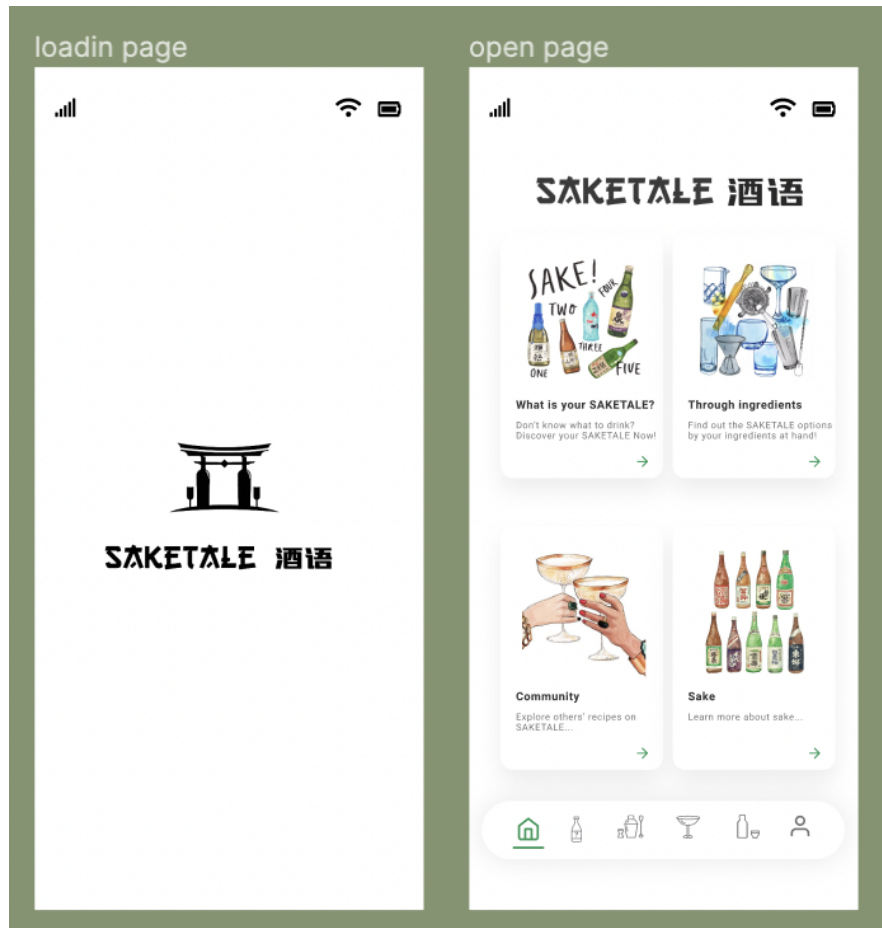 loadin page
SAKETALE 酒语
open page
SAKETALE 酒语
SAKE!
FOUR
TWO
THREE
ONE
FIVE
What is your SAKETALE?
Don't know what to drink?
Discover your SAKETALE Now!
Through ingredients
Find out the SAKETALE options
by your ingredients at hand!
Community
Explore others' recipes on
SAKETALE...
Sake
Learn more about sake...